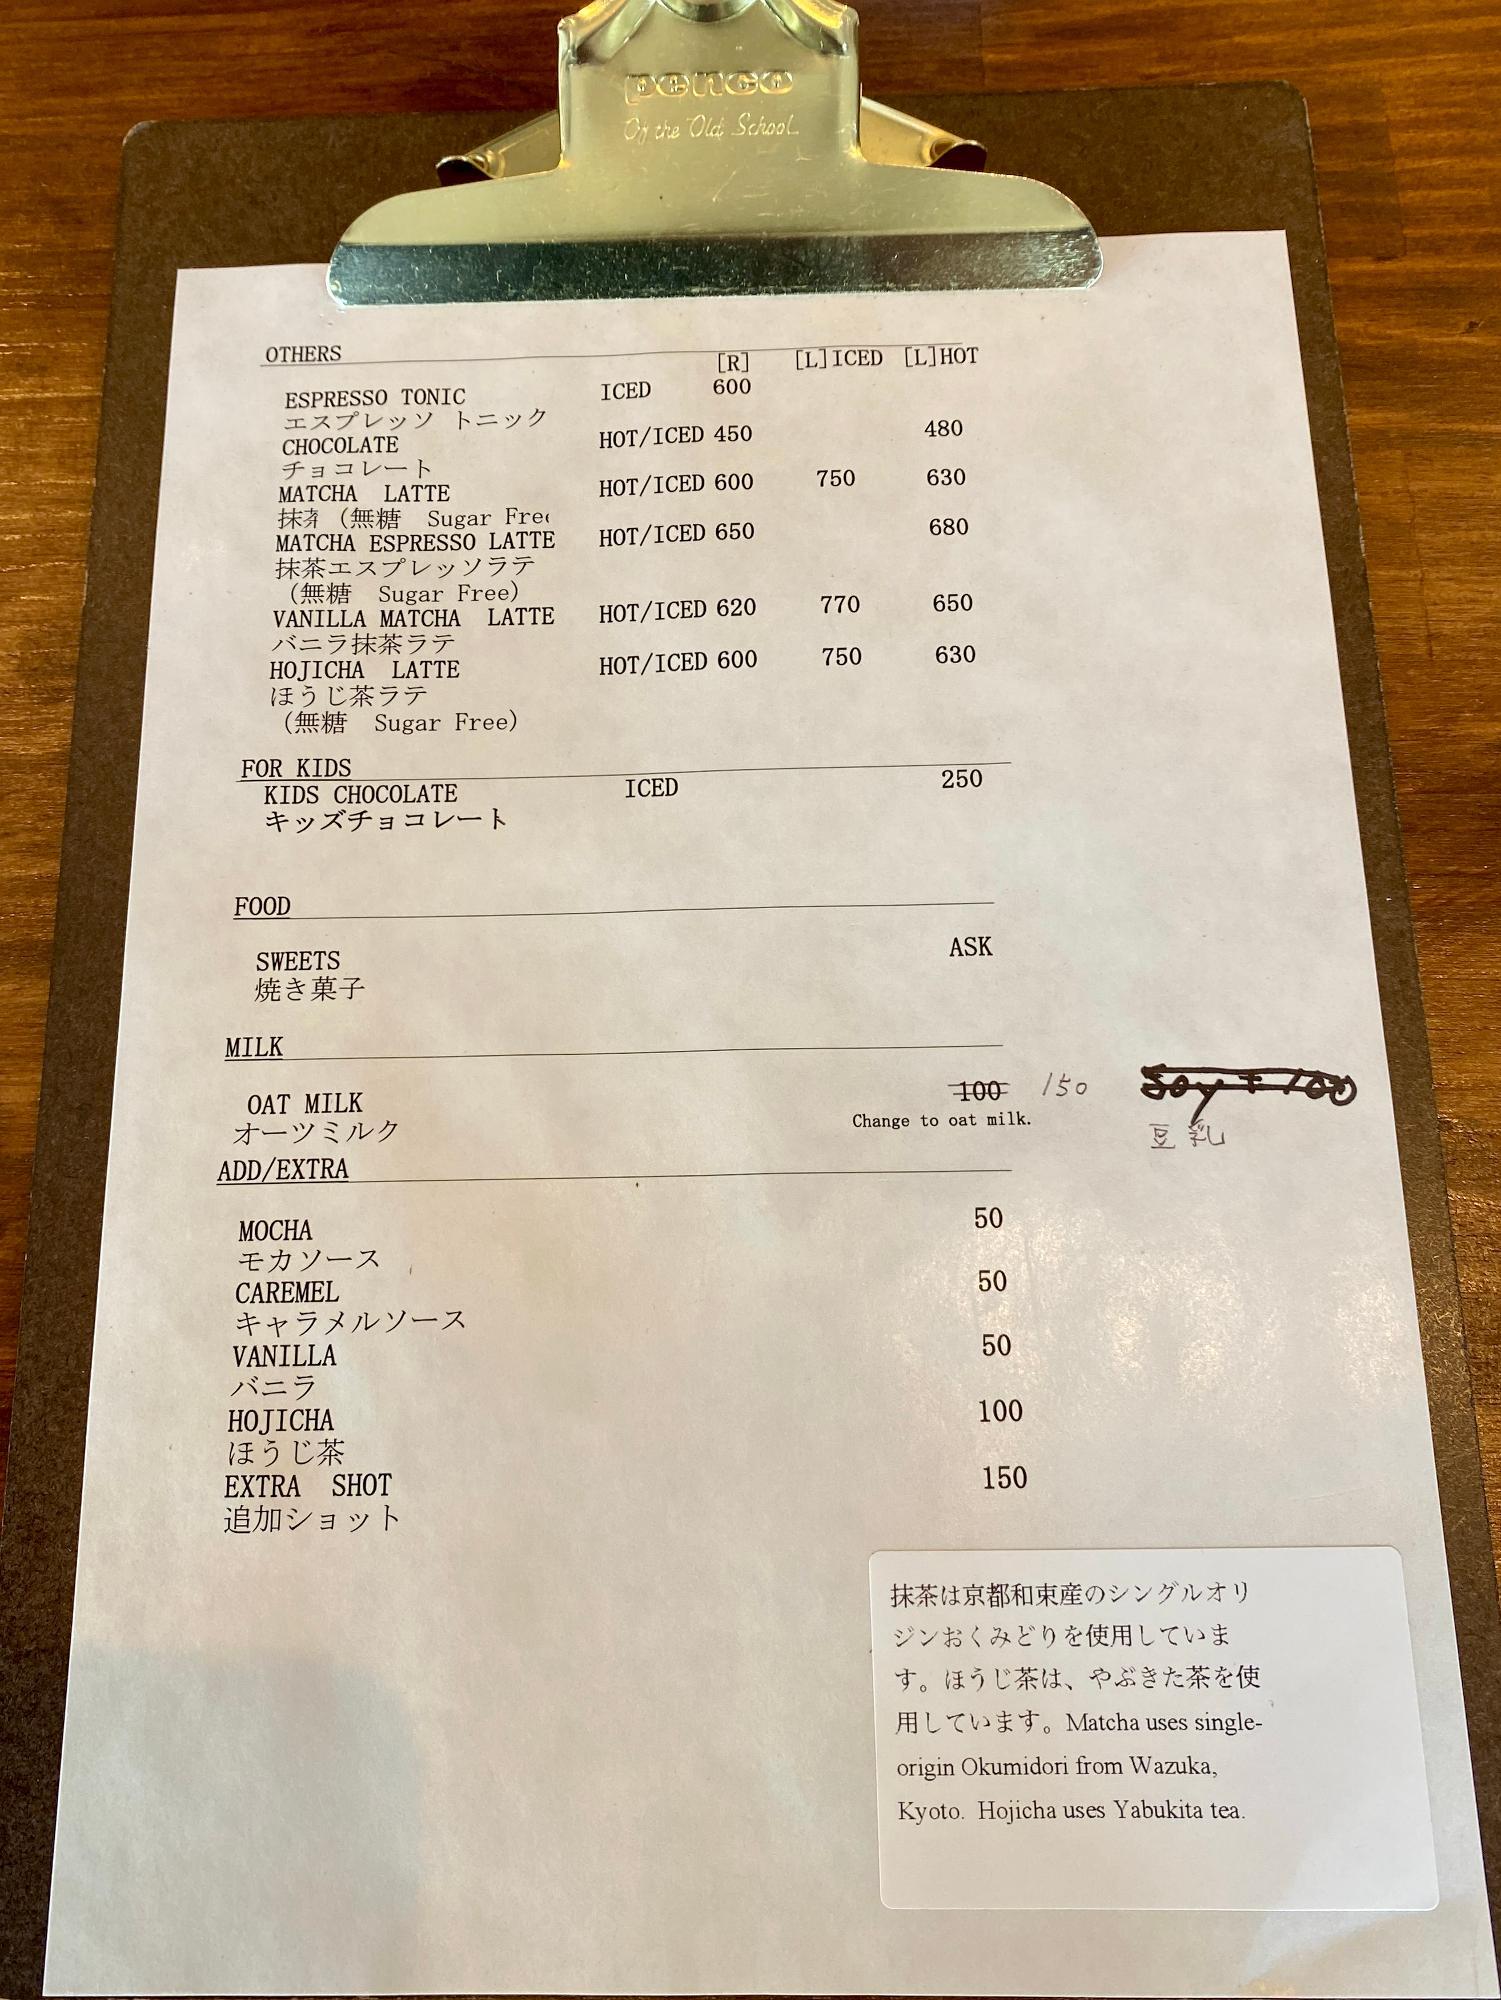 penco
Of the Old School
OTHERS
[R] [L]ICED [L]HOT
ESPRESSO TONIC ICED 600
エスプレッソ トニック
CHOCOLATE HOT/ICED 450 480
チョコレート
MATCHA LATTE HOT/ICED 600 750 630
抹茶 (無糖 Sugar Free
MATCHA ESPRESSO LATTE HOT/ICED 650 680
抹茶エスプレッソラテ
(無糖 Sugar Free)
VANILLA MATCHA LATTE HOT/ICED 620 770 650
バニラ抹茶ラテ
HOJICHA LATTE HOT/ICED 600 750 630
ほうじ茶ラテ
(無糖 Sugar Free)
FOR KIDS
KIDS CHOCOLATE ICED 250
キッズチョコレート
FOOD
SWEETS ASK
焼き菓子
MILK
OAT MILK 100 150 Soy + 100
オーツミルク Change to oat milk. 豆乳
ADD/EXTRA
MOCHA 50
モカソース
CAREMEL 50
キャラメルソース
VANILLA 50
バニラ
HOJICHA 100
ほうじ茶
EXTRA SHOT 150
追加ショット
抹茶は京都和束産のシングルオリ
ジンおくみどりを使用していま
す。ほうじ茶は、やぶきた茶を使
用しています。Matcha uses single-
origin Okumidori from Wazuka,
Kyoto. Hojicha uses Yabukita tea.